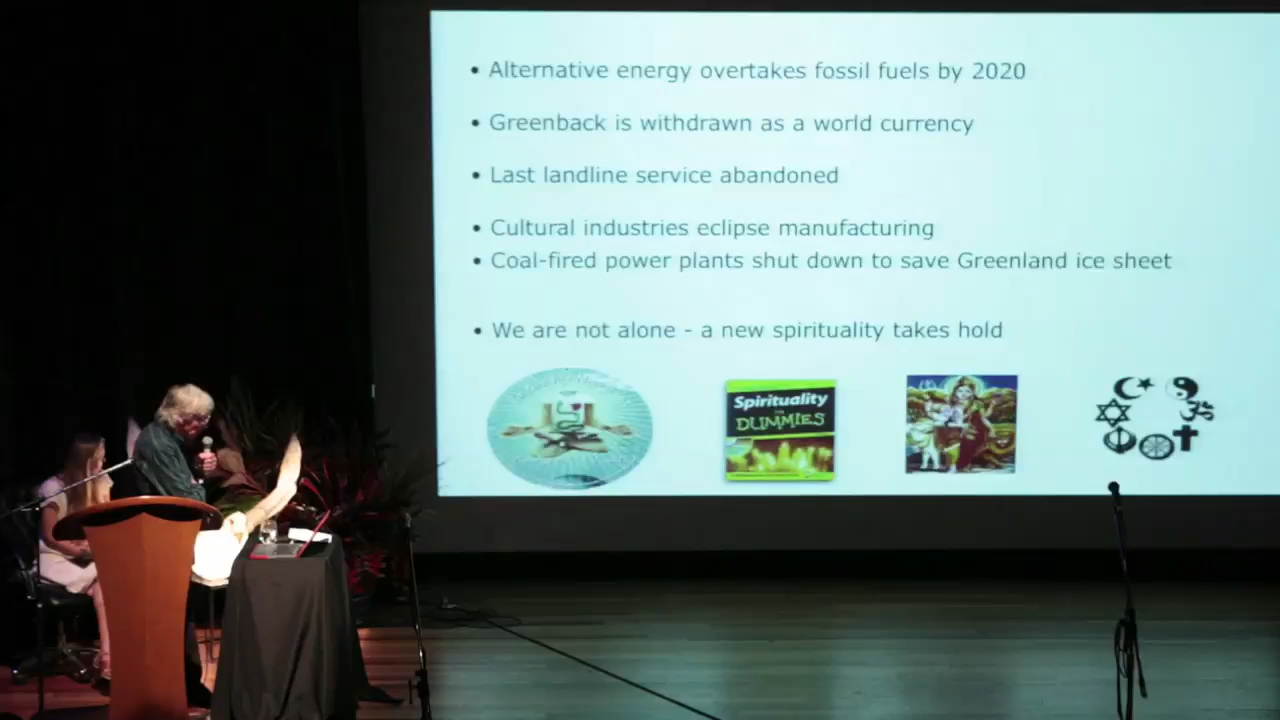 • Alternative energy overtakes fossil fuels by 2020
• Greenback is withdrawn as a world currency
• Last landline service abandoned
• Cultural industries eclipse manufacturing
• Coal-fired power plants shut down to save Greenland ice sheet
• We are not alone - a new spirituality takes hold
Spirituality
DUMMIES